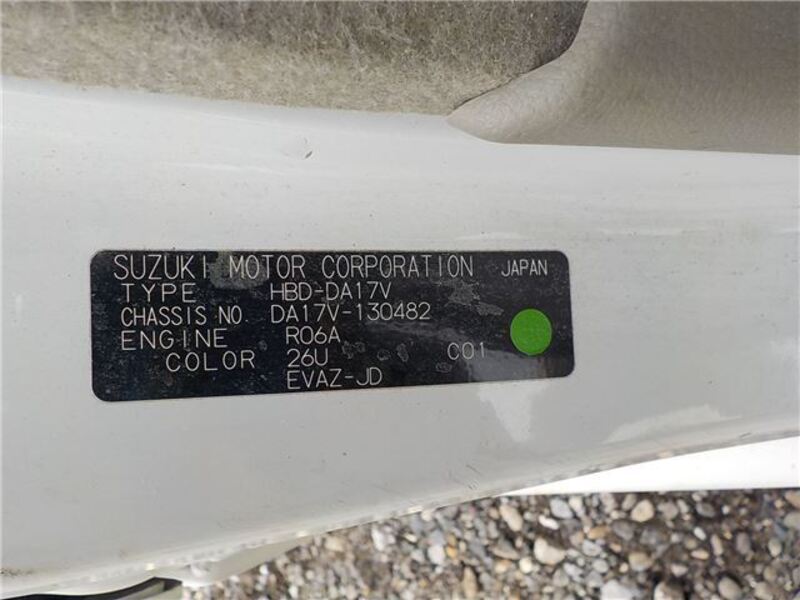 SUZUKI MOTOR CORPORATION JAPAN
TYPE HBD-DA17V
CHASSIS NO. DA17V-130482
ENGINE R06A
COLOR 26U C01
EVAZ-JD